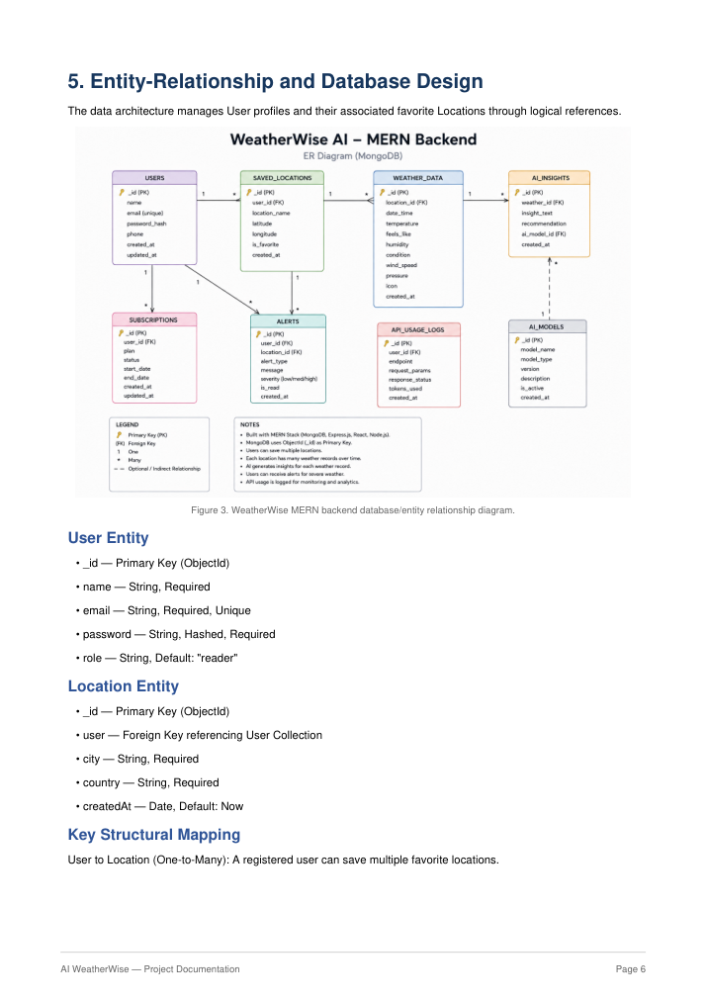 5. Entity-Relationship and Database Design
The data architecture manages User profiles and their associated favorite Locations through logical references.
WeatherWise AI – MERN Backend
ER Diagram (MongoDB)
USERS
_id (PK)
name
email (unique)
password_hash
phone
created_at
updated_at
1
*
SAVED_LOCATIONS
_id (PK)
user_id (FK)
location_name
latitude
longitude
is_favorite
created_at
1
*
WEATHER_DATA
_id (PK)
location_id (FK)
date_time
temperature
feels_like
humidity
condition
wind_speed
pressure
icon
created_at
1
*
AI_INSIGHTS
_id (PK)
weather_id (FK)
insight_text
recommendation
ai_model_id (FK)
created_at
1
*
1
*
1
*
*
1
SUBSCRIPTIONS
_id (PK)
user_id (FK)
plan
status
start_date
end_date
created_at
updated_at
ALERTS
_id (PK)
user_id (FK)
location_id (FK)
alert_type
message
severity (low/med/high)
is_read
created_at
API_USAGE_LOGS
_id (PK)
user_id (FK)
endpoint
request_params
response_status
tokens_used
created_at
AI_MODELS
_id (PK)
model_name
model_type
version
description
is_active
created_at
LEGEND
Primary Key (PK)
(FK) Foreign Key
1 One
* Many
– – Optional / Indirect Relationship
NOTES
• Built with MERN Stack (MongoDB, Express.js, React, Node.js).
• MongoDB uses ObjectId (_id) as Primary Key.
• Users can save multiple locations.
• Each location has many weather records over time.
• AI generates insights for each weather record.
• Users can receive alerts for severe weather.
• API usage is logged for monitoring and analytics.
Figure 3. WeatherWise MERN backend database/entity relationship diagram.
User Entity
• _id — Primary Key (ObjectId)
• name — String, Required
• email — String, Required, Unique
• password — String, Hashed, Required
• role — String, Default: "reader"
Location Entity
• _id — Primary Key (ObjectId)
• user — Foreign Key referencing User Collection
• city — String, Required
• country — String, Required
• createdAt — Date, Default: Now
Key Structural Mapping
User to Location (One-to-Many): A registered user can save multiple favorite locations.
AI WeatherWise — Project Documentation
Page 6